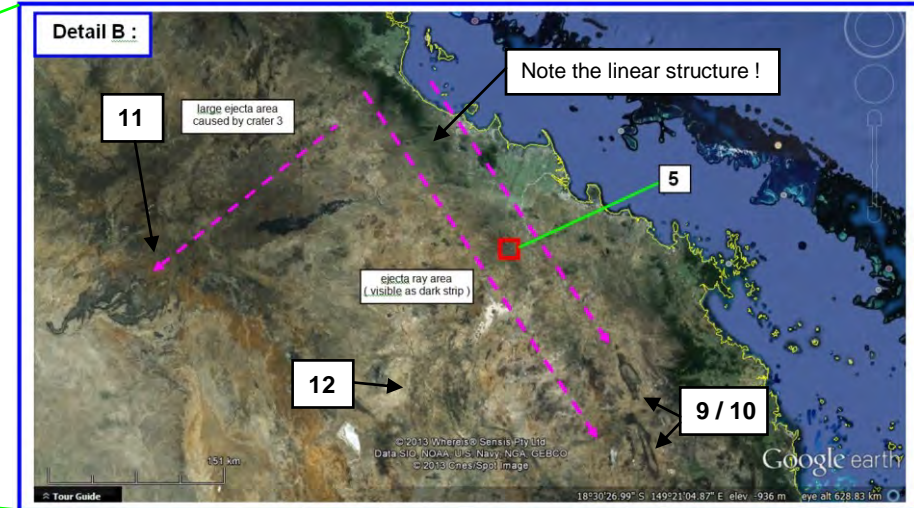 Detail B :
Note the linear structure !
large ejecta area
caused by crater 3
11
5
ejecta ray area
( visible as dark strip )
12
9 / 10
© 2013 Whereis® Sensis Pty Ltd
Data SIO, NOAA, U.S. Navy, NGA, GEBCO
© 2013 Cnes/Spot Image
151 km
Google earth
Tour Guide
18°30'26.99" S 149°21'04.87" E elev -936 m eye alt 628.83 km